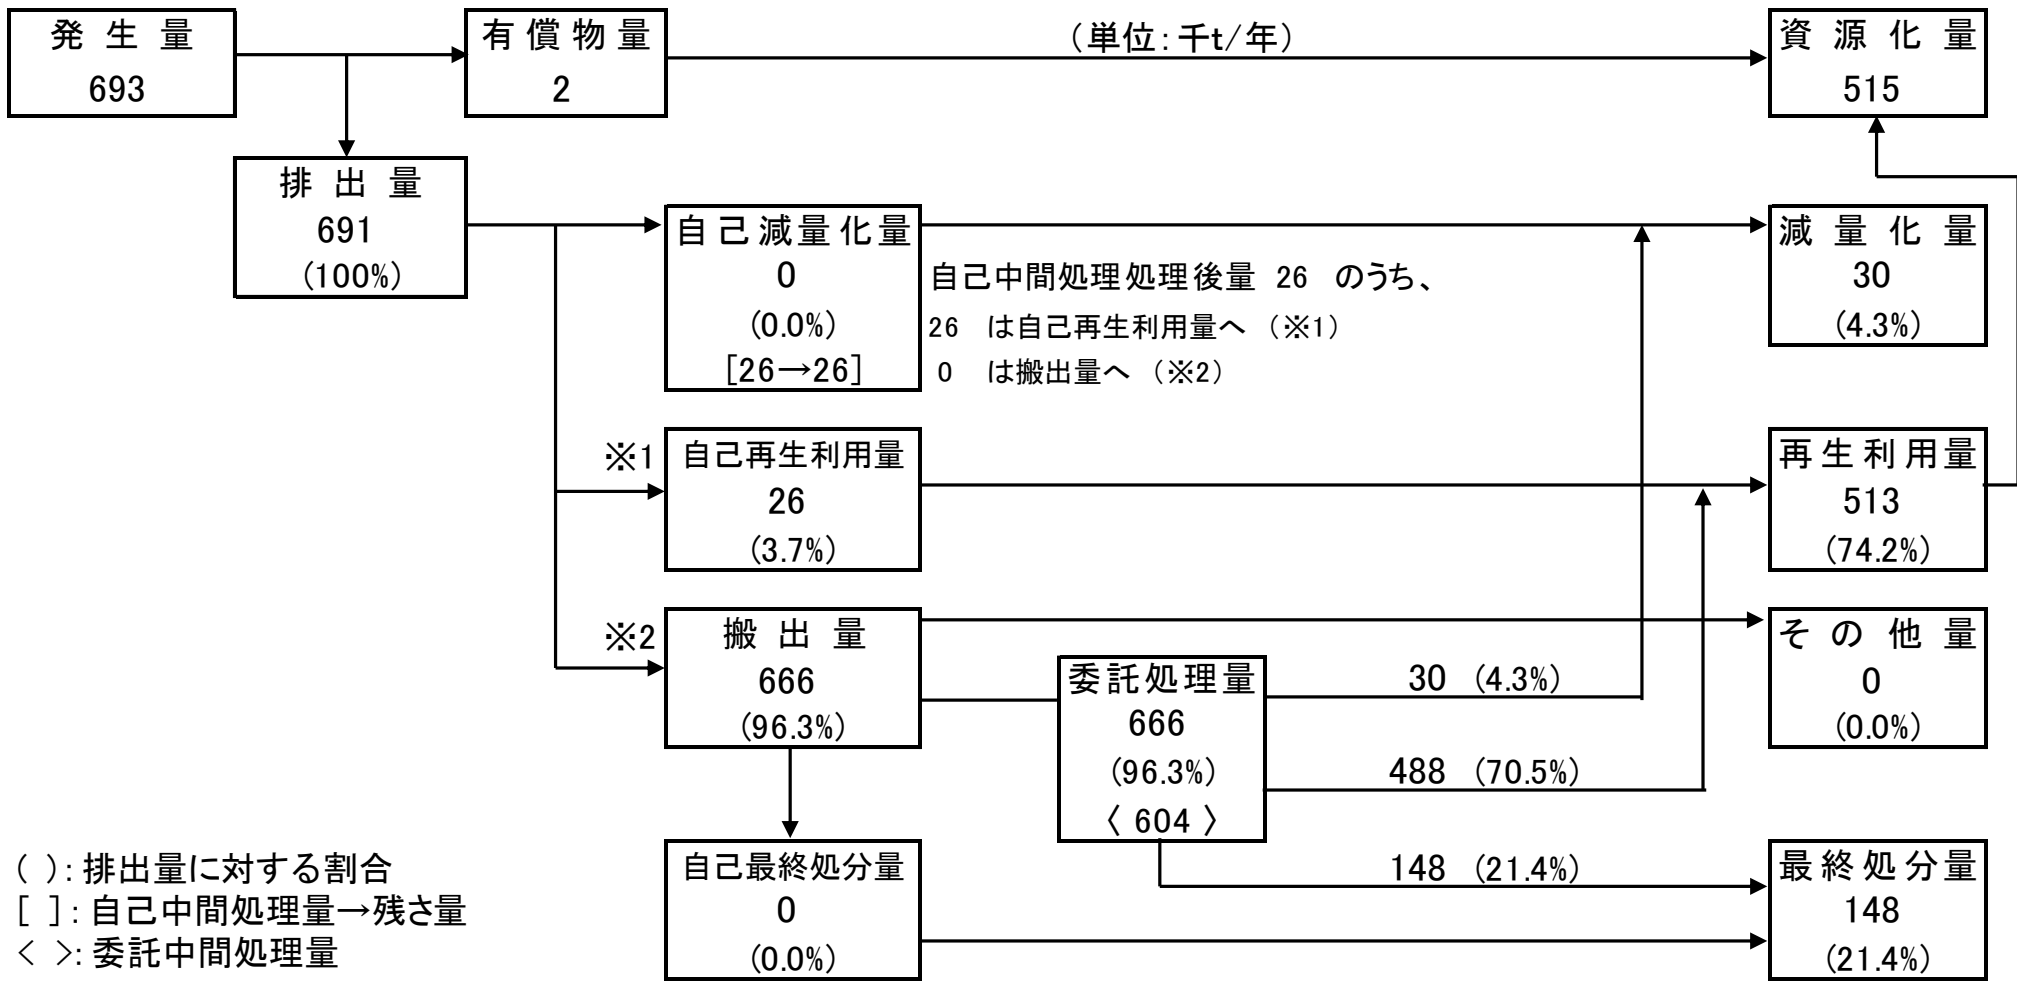 発生量
693
有償物量
2
(単位:千t/年)
資源化量
515
排出量
691
(100%)
自己減量化量
0
(0.0%)
[26→26]
自己中間処理処理後量 26 のうち、
26 は自己再生利用量へ (※1)
0 は搬出量へ (※2)
減量化量
30
(4.3%)
※1
自己再生利用量
26
(3.7%)
再生利用量
513
(74.2%)
※2
搬出量
666
(96.3%)
委託処理量
666
(96.3%)
〈 604 〉
30 (4.3%)
488 (70.5%)
148 (21.4%)
その他量
0
(0.0%)
自己最終処分量
0
(0.0%)
最終処分量
148
(21.4%)
( ):排出量に対する割合
[ ]:自己中間処理量→残さ量
< >:委託中間処理量